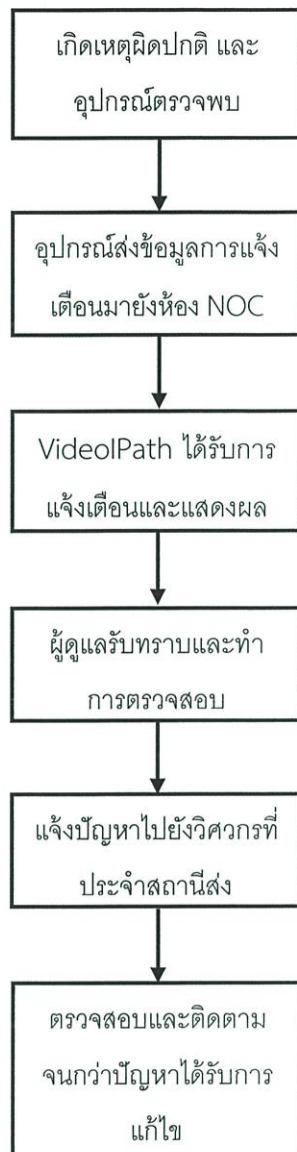 เกิดเหตุผิดปกติ และ
อุปกรณ์ตรวจพบ
อุปกรณ์ส่งข้อมูลการแจ้ง
เตือนมายังห้อง NOC
VideoIPath ได้รับการ
แจ้งเตือนและแสดงผล
ผู้ดูแลรับทราบและทำ
การตรวจสอบ
แจ้งปัญหาไปยังวิศวกรที่
ประจำสถานีส่ง
ตรวจสอบและติดตาม
จนกว่าปัญหาได้รับการ
แก้ไข